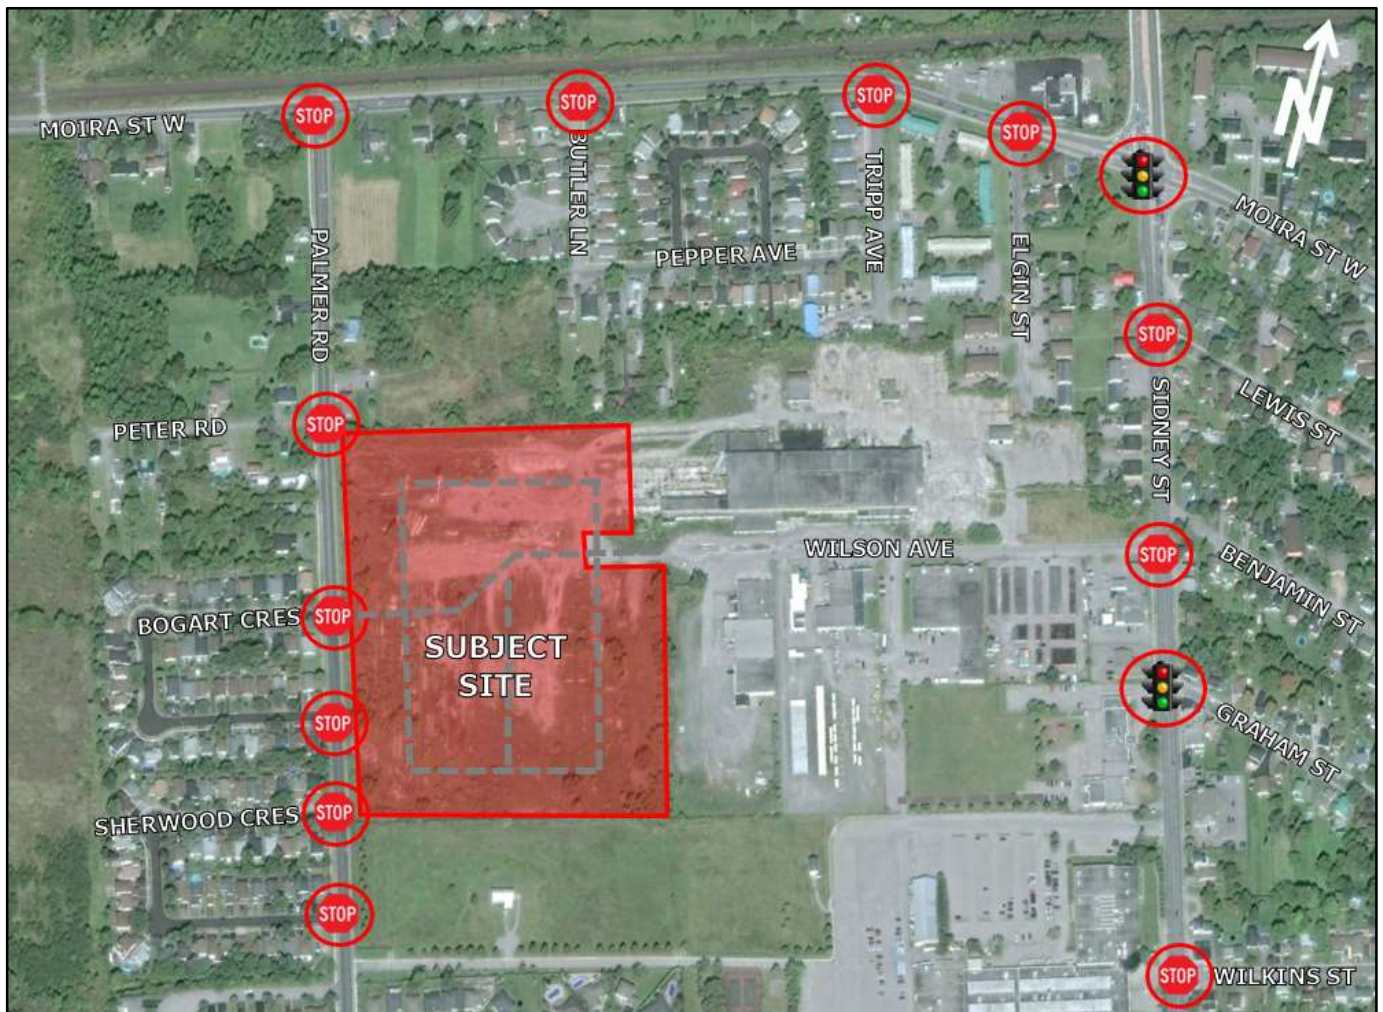 STOP
STOP
STOP
STOP
MOIRA ST W
BUTLER LN
TRIPP AVE
N
MOIRA ST W
PALMER RD
PEPPER AVE
ELGIN ST
STOP
LEWIS ST
SIDNEY ST
PETER RD
STOP
WILSON AVE
STOP
BENJAMIN ST
BOGART CRES
STOP
SUBJECT
SITE
GRAHAM ST
STOP
SHERWOOD CRES
STOP
STOP
STOP
WILKINS ST